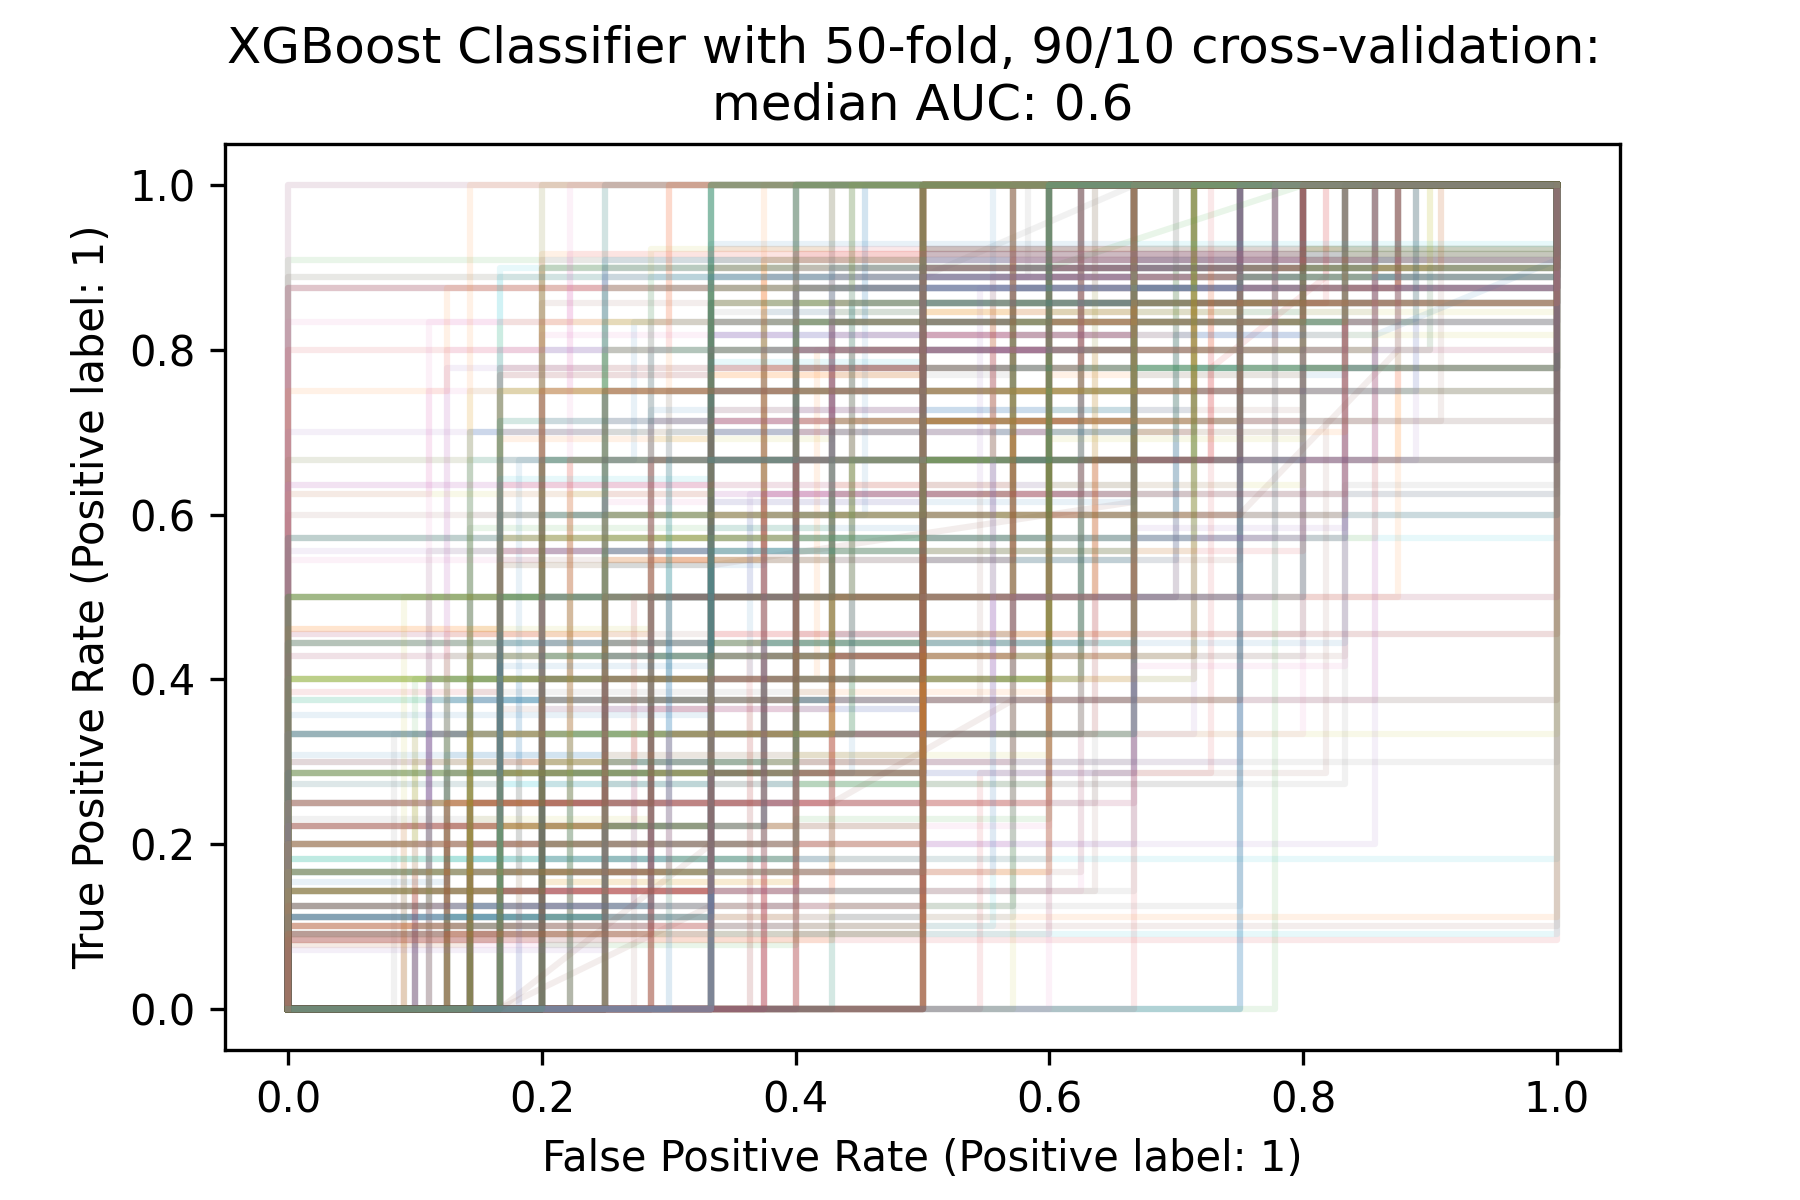 XGBoost Classifier with 50-fold, 90/10 cross-validation:
median AUC: 0.6
True Positive Rate (Positive label: 1)
1.0
0.8
0.6
0.4
0.2
0.0
0.0 0.2 0.4 0.6 0.8 1.0
False Positive Rate (Positive label: 1)